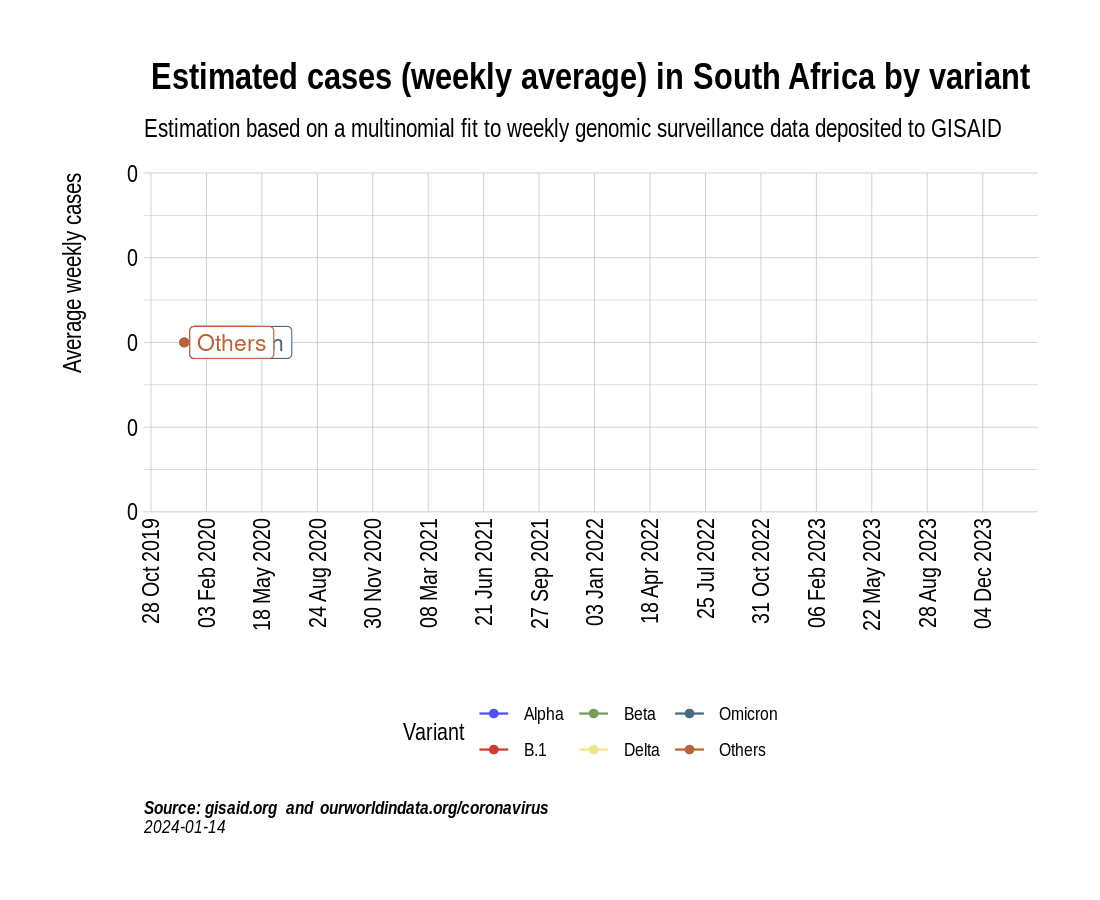 Estimated cases (weekly average) in South Africa by variant
Estimation based on a multinomial fit to weekly genomic surveillance data deposited to GISAID
Average weekly cases
0
0
0
0
0
Others
n
28 Oct 2019
03 Feb 2020
18 May 2020
24 Aug 2020
30 Nov 2020
08 Mar 2021
21 Jun 2021
27 Sep 2021
03 Jan 2022
18 Apr 2022
25 Jul 2022
31 Oct 2022
06 Feb 2023
22 May 2023
28 Aug 2023
04 Dec 2023
Variant
Alpha
Beta
Omicron
B.1
Delta
Others
Source: gisaid.org and ourworldindata.org/coronavirus
2024-01-14